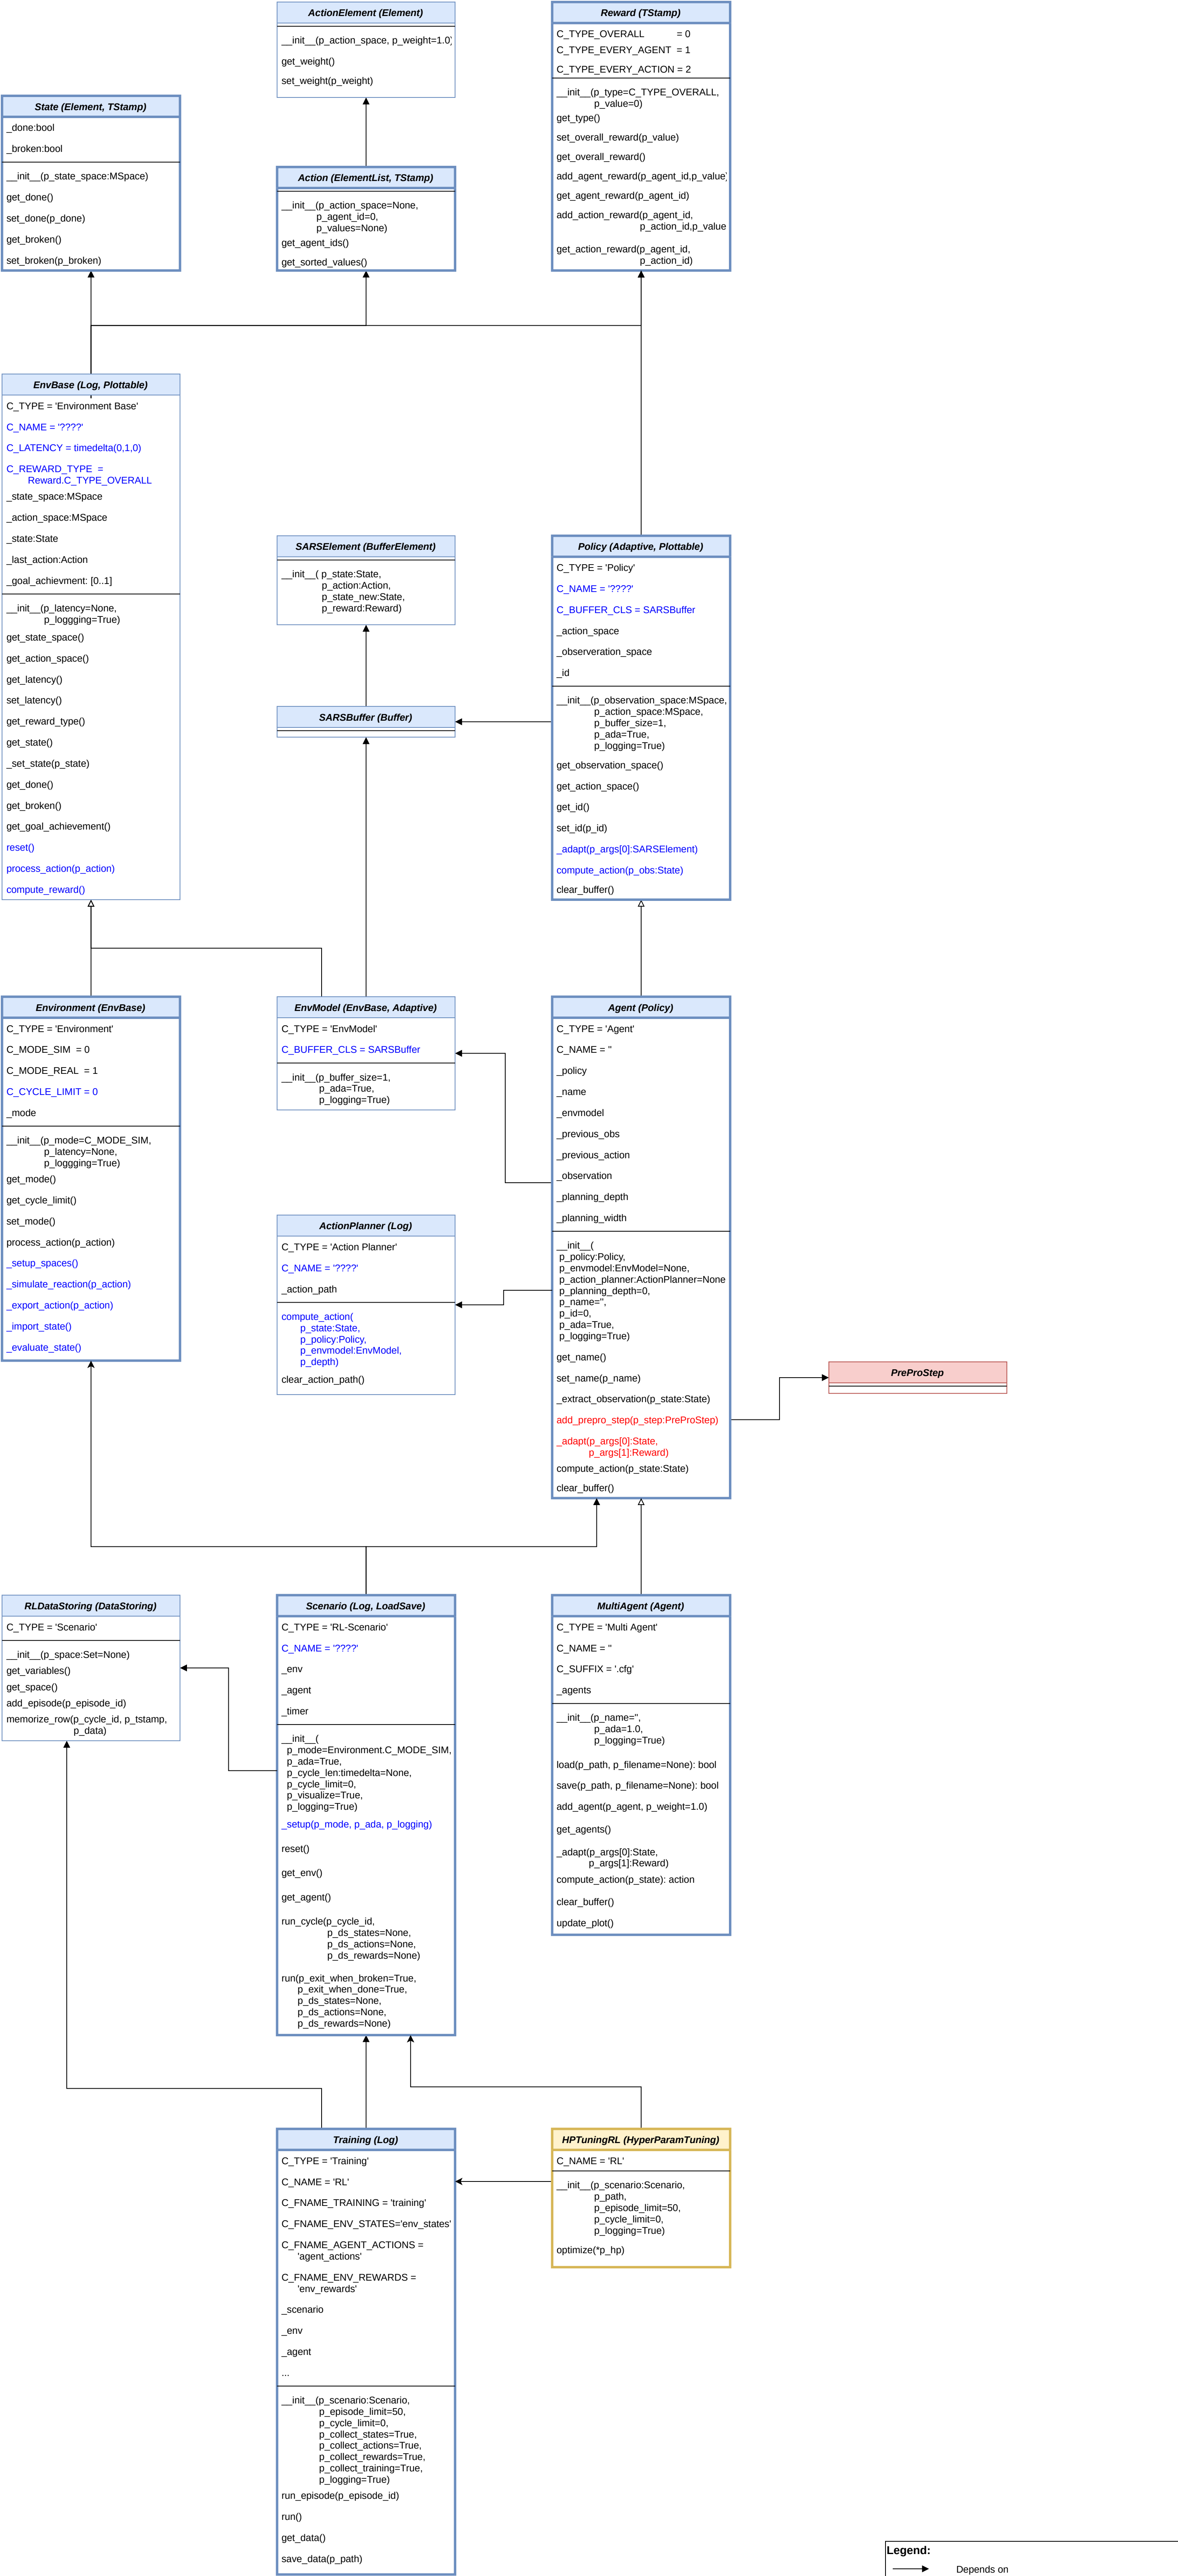 ActionElement (Element)
__init__(p_action_space, p_weight=1.0)
get_weight()
set_weight(p_weight)
Reward (TStamp)
C_TYPE_OVERALL = 0
C_TYPE_EVERY_AGENT = 1
C_TYPE_EVERY_ACTION = 2
__init__(p_type=C_TYPE_OVERALL,
p_value=0)
get_type()
set_overall_reward(p_value)
get_overall_reward()
add_agent_reward(p_agent_id,p_value)
get_agent_reward(p_agent_id)
add_action_reward(p_agent_id,
p_action_id,p_value
get_action_reward(p_agent_id,
p_action_id)
State (Element, TStamp)
_done:bool
_broken:bool
__init__(p_state_space:MSpace)
get_done()
set_done(p_done)
get_broken()
set_broken(p_broken)
Action (ElementList, TStamp)
__init__(p_action_space=None,
p_agent_id=0,
p_values=None)
get_agent_ids()
get_sorted_values()
EnvBase (Log, Plottable)
C_TYPE = 'Environment Base'
C_NAME = '????'
C_LATENCY = timedelta(0,1,0)
C_REWARD_TYPE =
Reward.C_TYPE_OVERALL
_state_space:MSpace
_action_space:MSpace
_state:State
_last_action:Action
_goal_achievment: [0..1]
__init__(p_latency=None,
p_loggging=True)
get_state_space()
get_action_space()
get_latency()
set_latency()
get_reward_type()
get_state()
_set_state(p_state)
get_done()
get_broken()
get_goal_achievement()
reset()
process_action(p_action)
compute_reward()
SARSElement (BufferElement)
__init__( p_state:State,
p_action:Action,
p_state_new:State,
p_reward:Reward)
SARSBuffer (Buffer)
Policy (Adaptive, Plottable)
C_TYPE = 'Policy'
C_NAME = '????'
C_BUFFER_CLS = SARSBuffer
_action_space
_obseveration_space
_id
__init__(p_observation_space:MSpace,
p_action_space:MSpace,
p_buffer_size=1,
p_ada=True,
p_logging=True)
get_observation_space()
get_action_space()
get_id()
set_id(p_id)
_adapt(p_args[0]:SARSElement)
compute_action(p_obs:State)
clear_buffer()
Environment (EnvBase)
C_TYPE = 'Environment'
C_MODE_SIM = 0
C_MODE_REAL = 1
C_CYCLE_LIMIT = 0
_mode
__init__(p_mode=C_MODE_SIM,
p_latency=None,
p_loggging=True)
get_mode()
get_cycle_limit()
set_mode()
process_action(p_action)
_setup_spaces()
_simulate_reaction(p_action)
_export_action(p_action)
_import_state()
_evaluate_state()
EnvModel (EnvBase, Adaptive)
C_TYPE = 'EnvModel'
C_BUFFER_CLS = SARSBuffer
__init__(p_buffer_size=1,
p_ada=True,
p_logging=True)
ActionPlanner (Log)
C_TYPE = 'Action Planner'
C_NAME = '????'
_action_path
compute_action(
p_state:State,
p_policy:Policy,
p_envmodel:EnvModel,
p_depth)
clear_action_path()
Agent (Policy)
C_TYPE = 'Agent'
C_NAME = ''
_policy
_name
_envmodel
_previous_obs
_previous_action
_observation
_planning_depth
_planning_width
__init__(
p_policy:Policy,
p_envmodel:EnvModel=None,
p_action_planner:ActionPlanner=None
p_planning_depth=0,
p_name='',
p_id=0,
p_ada=True,
p_logging=True)
get_name()
set_name(p_name)
_extract_observation(p_state:State)
add_prepro_step(p_step:PreProStep)
_adapt(p_args[0]:State,
p_args[1]:Reward)
compute_action(p_state:State)
clear_buffer()
PreProStep
RLDataStoring (DataStoring)
C_TYPE = 'Scenario'
__init__(p_space:Set=None)
get_variables()
get_space()
add_episode(p_episode_id)
memorize_row(p_cycle_id, p_tstamp,
p_data)
Scenario (Log, LoadSave)
C_TYPE = 'RL-Scenario'
C_NAME = '????'
_env
_agent
_timer
__init__(
p_mode=Environment.C_MODE_SIM,
p_ada=True,
p_cycle_len:timedelta=None,
p_cycle_limit=0,
p_visualize=True,
p_logging=True)
_setup(p_mode, p_ada, p_logging)
reset()
get_env()
get_agent()
run_cycle(p_cycle_id,
p_ds_states=None,
p_ds_actions=None,
p_ds_rewards=None)
run(p_exit_when_broken=True,
p_exit_when_done=True,
p_ds_states=None,
p_ds_actions=None,
p_ds_rewards=None)
MultiAgent (Agent)
C_TYPE = 'Multi Agent'
C_NAME = ''
C_SUFFIX = '.cfg'
_agents
__init__(p_name='',
p_ada=1.0,
p_logging=True)
load(p_path, p_filename=None): bool
save(p_path, p_filename=None): bool
add_agent(p_agent, p_weight=1.0)
get_agents()
_adapt(p_args[0]:State,
p_args[1]:Reward)
compute_action(p_state): action
clear_buffer()
update_plot()
Training (Log)
C_TYPE = 'Training'
C_NAME = 'RL'
C_FNAME_TRAINING = 'training'
C_FNAME_ENV_STATES='env_states'
C_FNAME_AGENT_ACTIONS =
'agent_actions'
C_FNAME_ENV_REWARDS =
'env_rewards'
_scenario
_env
_agent
...
__init__(p_scenario:Scenario,
p_episode_limit=50,
p_cycle_limit=0,
p_collect_states=True,
p_collect_actions=True,
p_collect_rewards=True,
p_collect_training=True,
p_logging=True)
run_episode(p_episode_id)
run()
get_data()
save_data(p_path)
HPTuningRL (HyperParamTuning)
C_NAME = 'RL'
__init__(p_scenario:Scenario,
p_path,
p_episode_limit=50,
p_cycle_limit=0,
p_logging=True)
optimize(*p_hp)
Legend:
Depends on